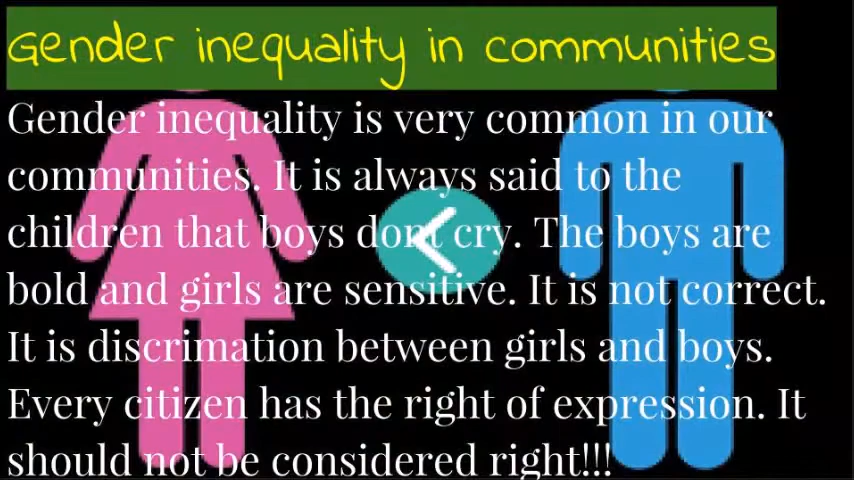 Gender inequality in communities
Gender inequality is very common in our
communities. It is always said to the
children that boys dont cry. The boys are
bold and girls are sensitive. It is not correct.
It is discrimation between girls and boys.
Every citizen has the right of expression. It
should not be considered right!!!